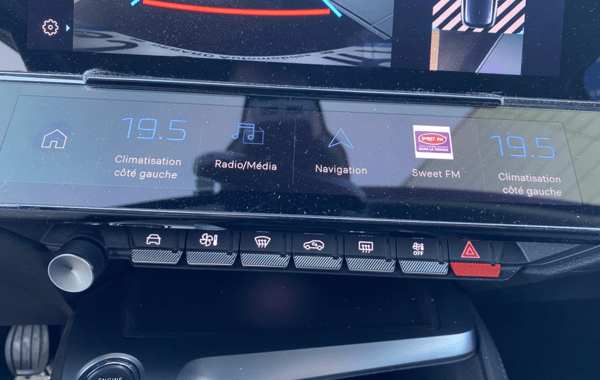 19.5
Climatisation
côté gauche
Radio/Média
Navigation
SWEET FM
Sweet FM
19.5
Climatisation
côté gauche
OFF
ENGINE